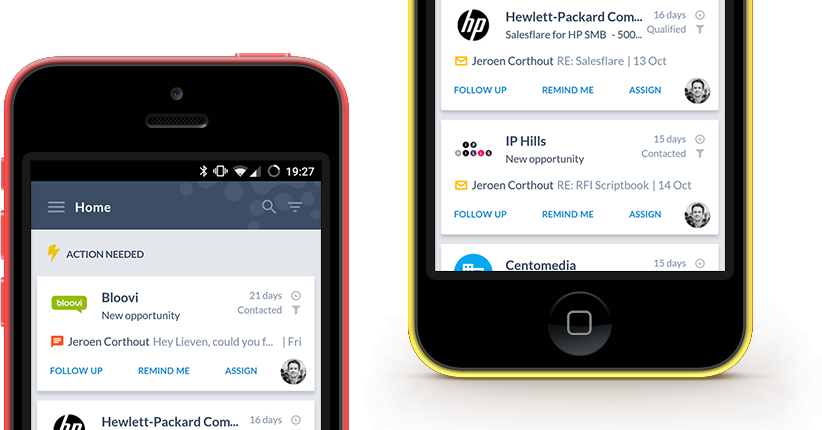 19:27
Home
ACTION NEEDED
bloovi
Bloovi
21 days
New opportunity
Contacted
Jeroen Corthout Hey Lieven, could you f... | Fri
FOLLOW UP REMIND ME ASSIGN
hp
Hewlett-Packard Com...
16 days
hp
Hewlett-Packard Com...
16 days
Salesflare for HP SMB - 500...
Qualified
Jeroen Corthout RE: Salesflare | 13 Oct
FOLLOW UP REMIND ME ASSIGN
IP
HILLS
IP Hills
15 days
New opportunity
Contacted
Jeroen Corthout RE: RFI Scriptbook | 14 Oct
FOLLOW UP REMIND ME ASSIGN
Centomedia
15 days